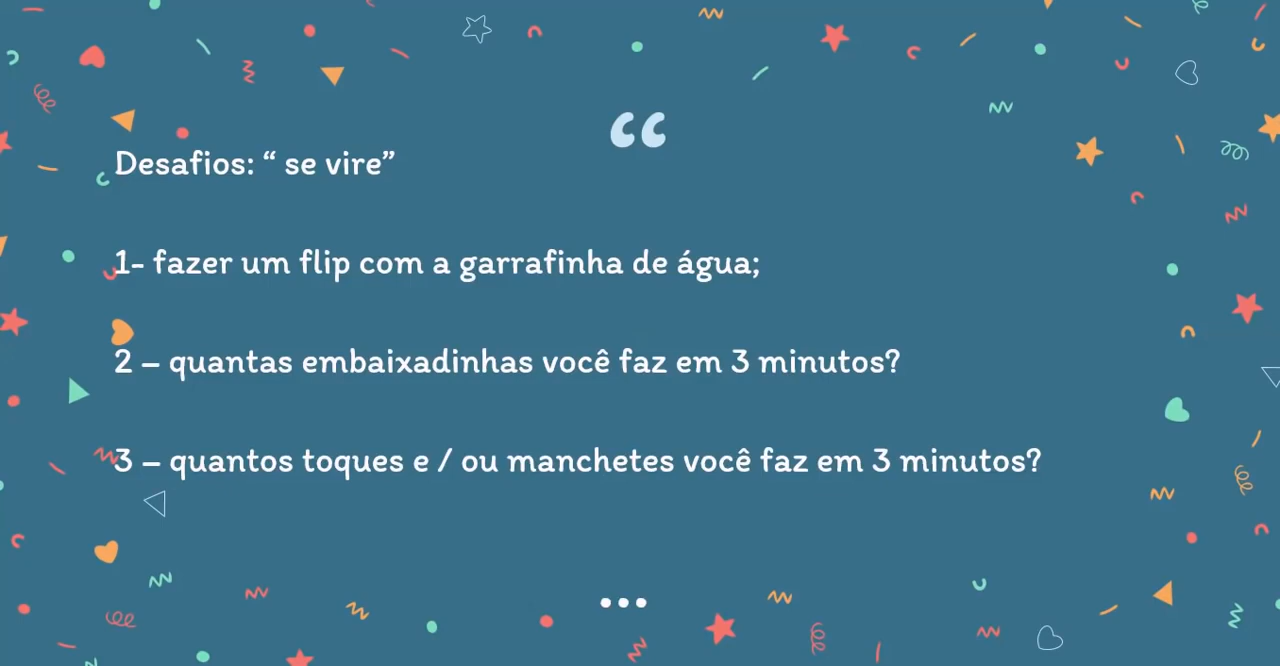 “
Desafios: “ se vire”
1- fazer um flip com a garrafinha de água;
2 – quantas embaixadinhas você faz em 3 minutos?
3 – quantos toques e / ou manchetes você faz em 3 minutos?
...